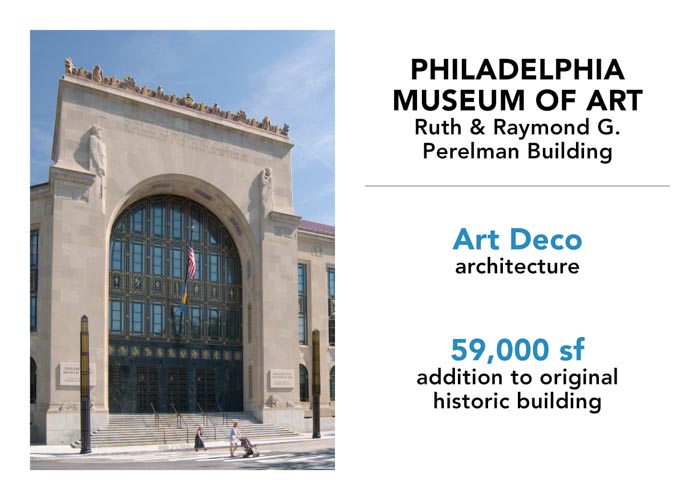 PHILADELPHIA
MUSEUM OF ART
Ruth & Raymond G.
Perelman Building
Art Deco
architecture
59,000 sf
addition to original
historic building